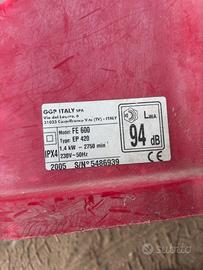 GGP ITALY SPA
Via del Lavoro, 6
31033 Castelfranco V.to (TV) - ITALY
Model FE 600
Type EP 420
1.4 kW - 2750 min⁻¹
IPX4 230V~50Hz
2005 S/N°5486939
LWA
94 dB
subito